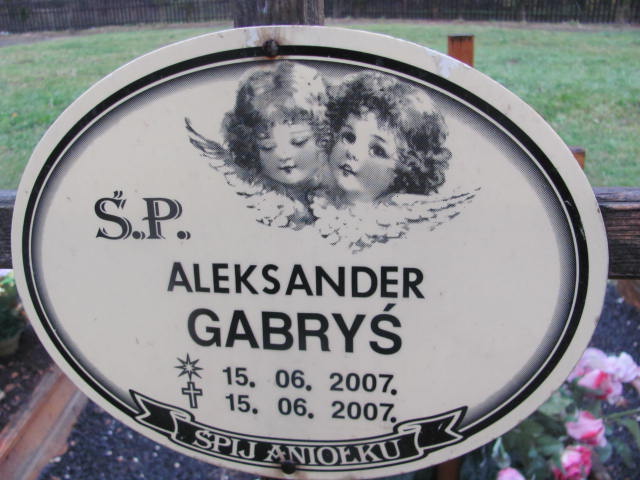 Ś.P.
ALEKSANDER
GABRYŚ
15. 06. 2007.
15. 06. 2007.
ŚPIJ ANIOŁKU